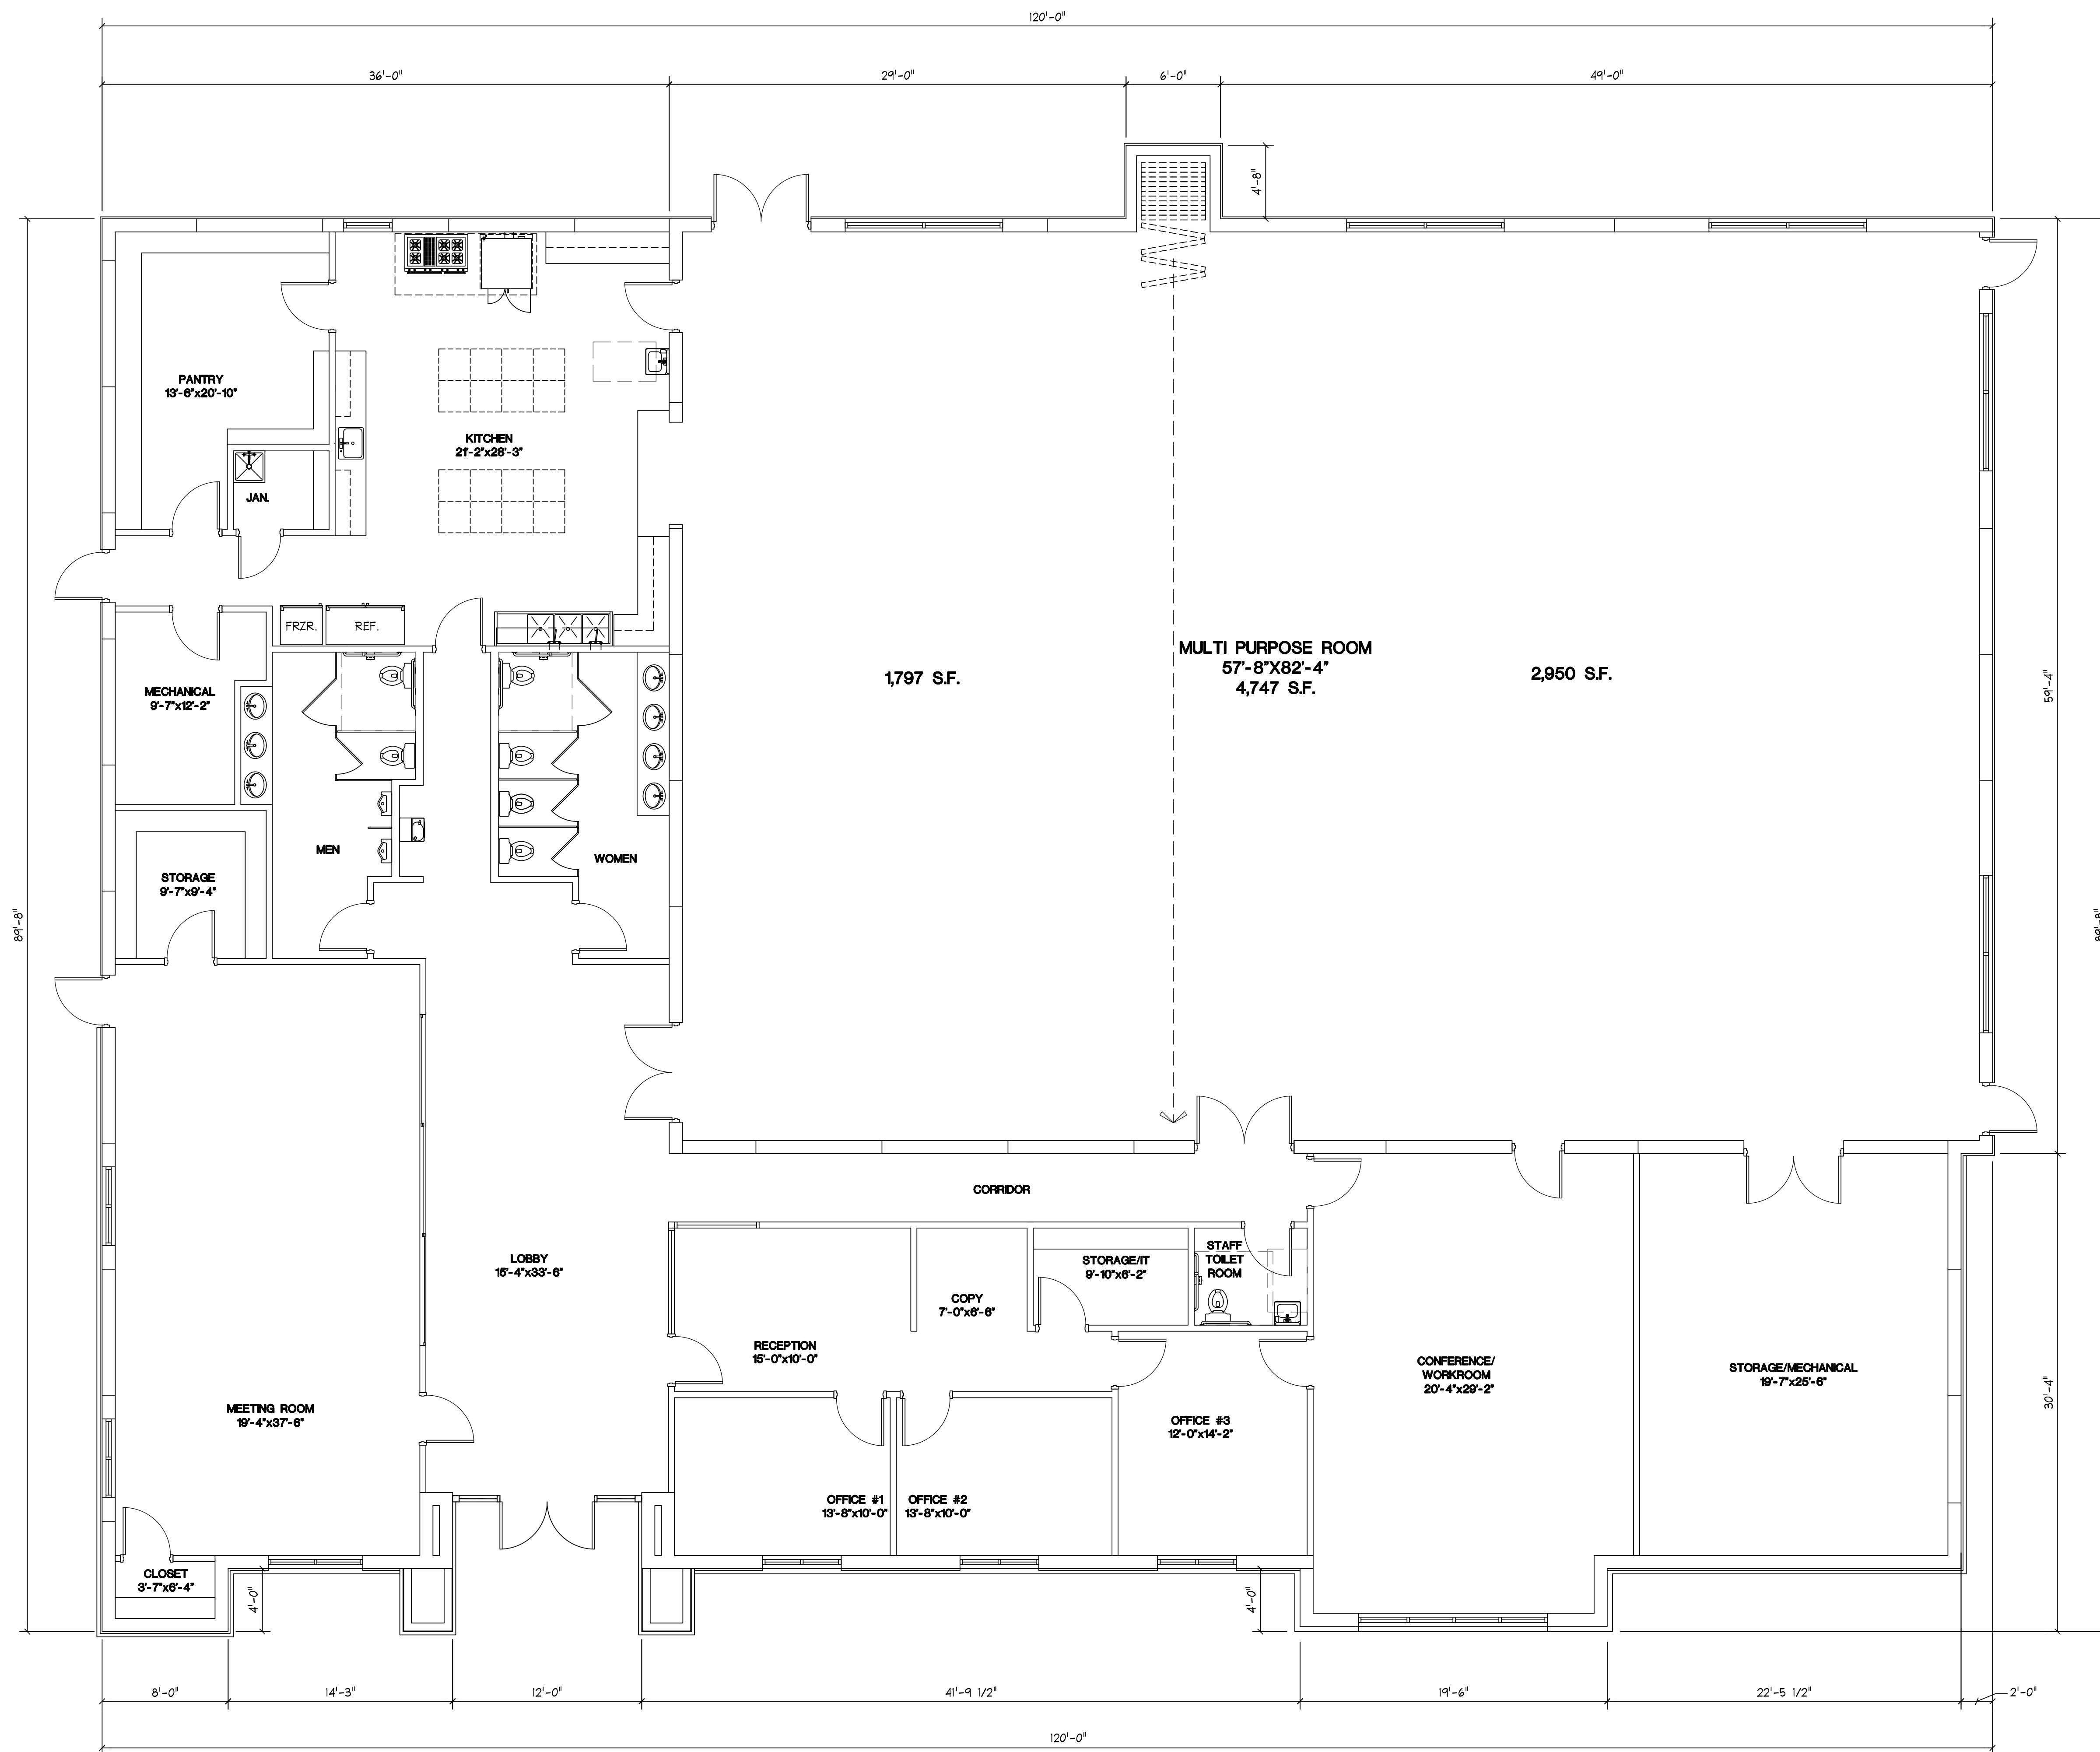 120'-0"
36'-0"
29'-0"
6'-0"
49'-0"
4'-8"
PANTRY
13'-6"x20'-10"
KITCHEN
21'-2"x28'-3"
JAN.
FRZR.
REF.
MULTI PURPOSE ROOM
57'-8"X82'-4"
4,747 S.F.
1,797 S.F.
2,950 S.F.
59'-4"
MECHANICAL
9'-7"x12'-2"
MEN
WOMEN
STORAGE
9'-7"x9'-4"
89'-8"
89'-8"
CORRIDOR
LOBBY
15'-4"x33'-6"
STAFF
TOILET
ROOM
STORAGE/IT
9'-10"x6'-2"
COPY
7'-0"x6'-6"
RECEPTION
15'-0"x10'-0"
CONFERENCE/
WORKROOM
20'-4"x29'-2"
STORAGE/MECHANICAL
19'-7"x25'-6"
30'-4"
MEETING ROOM
19'-4"x37'-6"
OFFICE #3
12'-0"x14'-2"
OFFICE #1
13'-8"x10'-0"
OFFICE #2
13'-8"x10'-0"
CLOSET
3'-7"x6'-4"
4'-0"
4'-0"
8'-0"
14'-3"
12'-0"
41'-9 1/2"
19'-6"
22'-5 1/2"
2'-0"
120'-0"